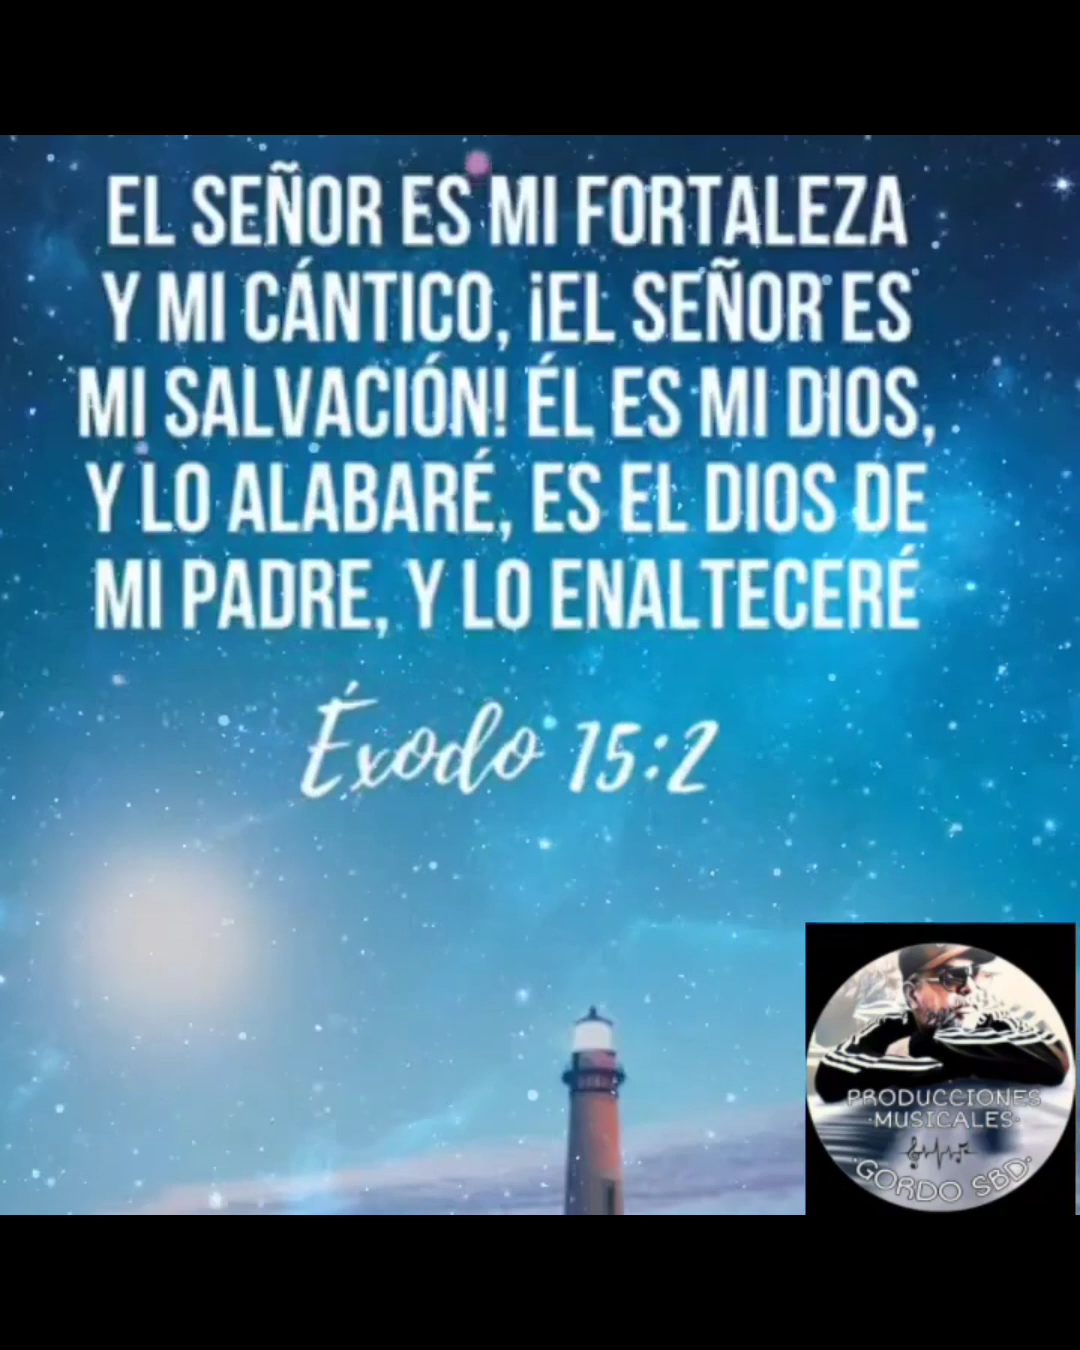 EL SEÑOR ES MI FORTALEZA
Y MI CÁNTICO, ¡EL SEÑOR ES
MI SALVACIÓN! ÉL ES MI DIOS,
Y LO ALABARÉ, ES EL DIOS DE
MI PADRE, Y LO ENALTECERÉ
Éxodo 15:2
PRODUCCIONES
·MUSICALES·
·GORDO SBD·